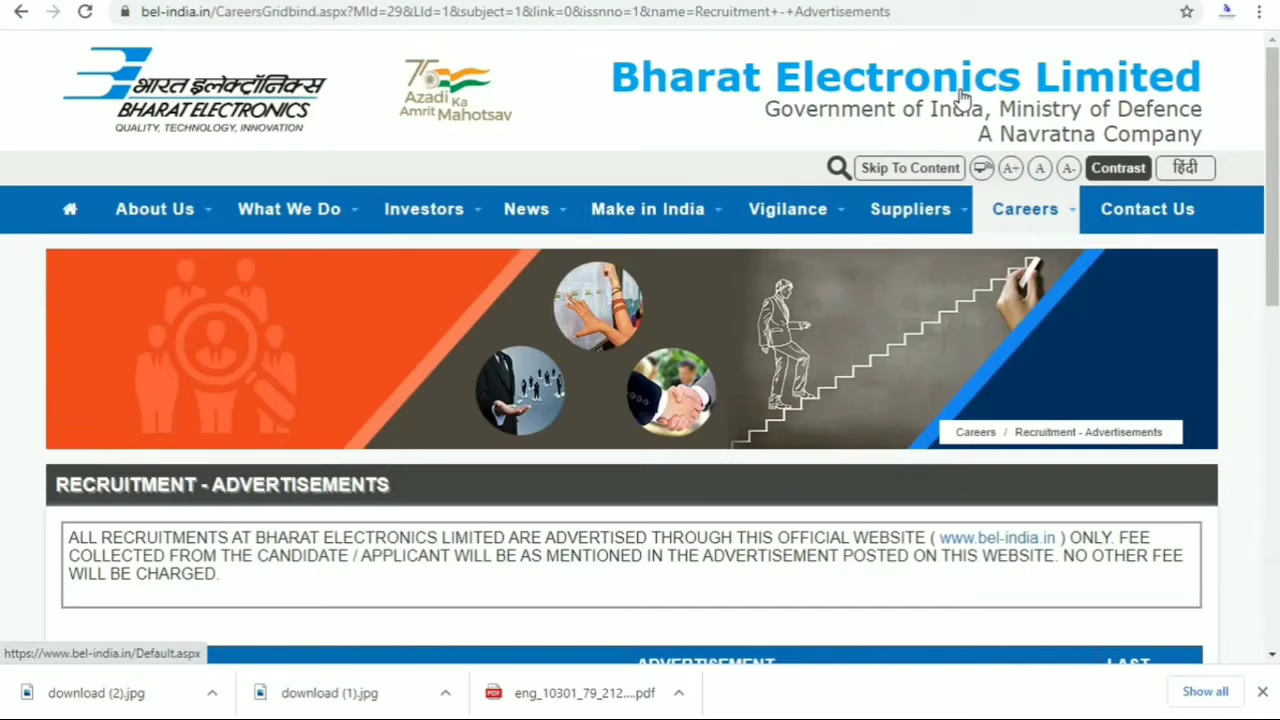 bel-india.in/CareersGridbind.aspx?MId=29&LId=1&subject=1&link=0&issnno=1&name=Recruitment+-+Advertisements
भारत इलेक्ट्रॉनिक्स
BHARAT ELECTRONICS
QUALITY, TECHNOLOGY, INNOVATION
75
Azadi Ka
Amrit Mahotsav
Bharat Electronics Limited
Government of India, Ministry of Defence
A Navratna Company
Skip To Content A+ A A- Contrast हिंदी
About Us What We Do Investors News Make in India Vigilance Suppliers Careers Contact Us
Careers / Recruitment - Advertisements
RECRUITMENT - ADVERTISEMENTS
ALL RECRUITMENTS AT BHARAT ELECTRONICS LIMITED ARE ADVERTISED THROUGH THIS OFFICIAL WEBSITE ( www.bel-india.in ) ONLY. FEE
COLLECTED FROM THE CANDIDATE / APPLICANT WILL BE AS MENTIONED IN THE ADVERTISEMENT POSTED ON THIS WEBSITE. NO OTHER FEE
WILL BE CHARGED.
ADVERTISEMENT LAST
https://www.bel-india.in/Default.aspx
download (2).jpg download (1).jpg PDF eng_10301_79_212....pdf Show all